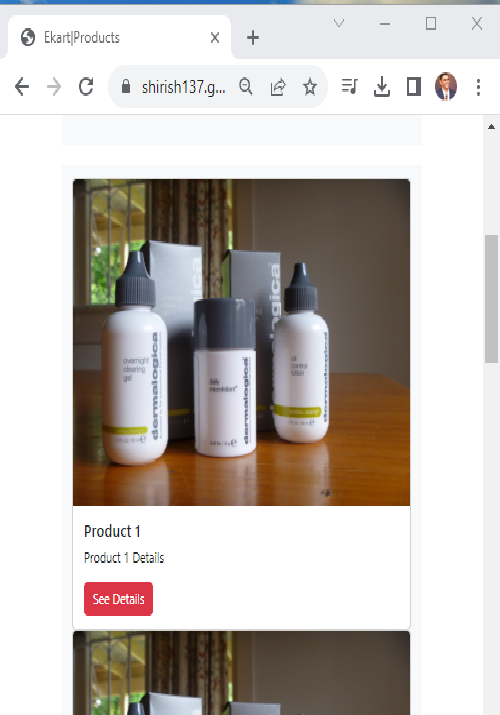 Ekart|Products
shirish137.g...
dermalogica
overnight
clearing
gel
dermalogica
daily
microfoliant
dermalogica
oil
control
lotion
dermalogica
Product 1
Product 1 Details
See Details